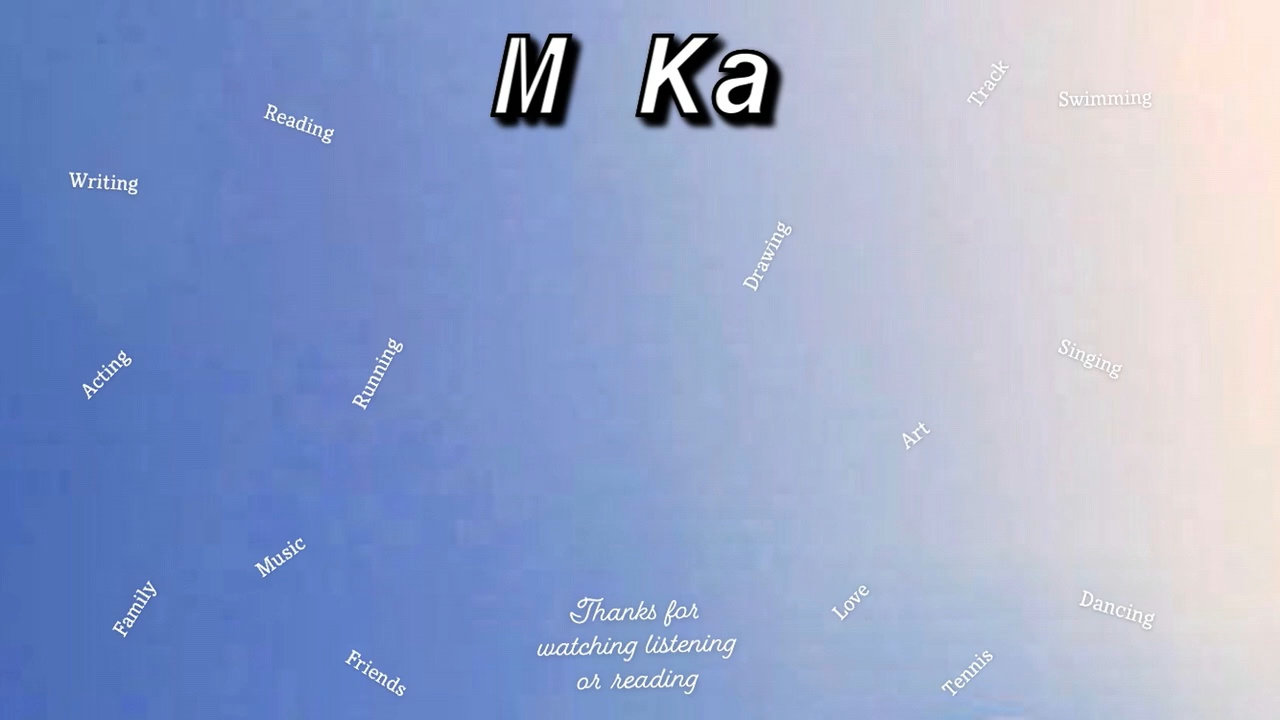 M Ka
Track
Swimming
Reading
Writing
Drawing
Acting
Running
Singing
Art
Music
Family
Love
Dancing
Thanks for
watching listening
or reading
Friends
Tennis